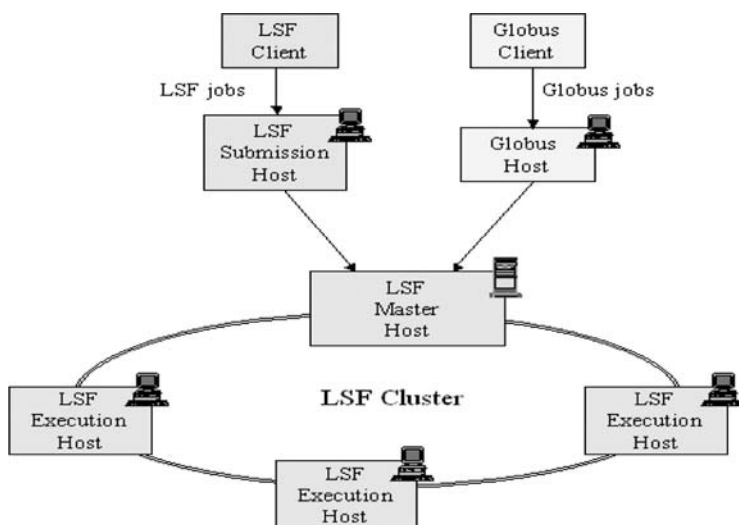 LSF
Client
Globus
Client
LSF jobs
Globus jobs
LSF
Submission
Host
Globus
Host
LSF
Master
Host
LSF Cluster
LSF
Execution
Host
LSF
Execution
Host
LSF
Execution
Host